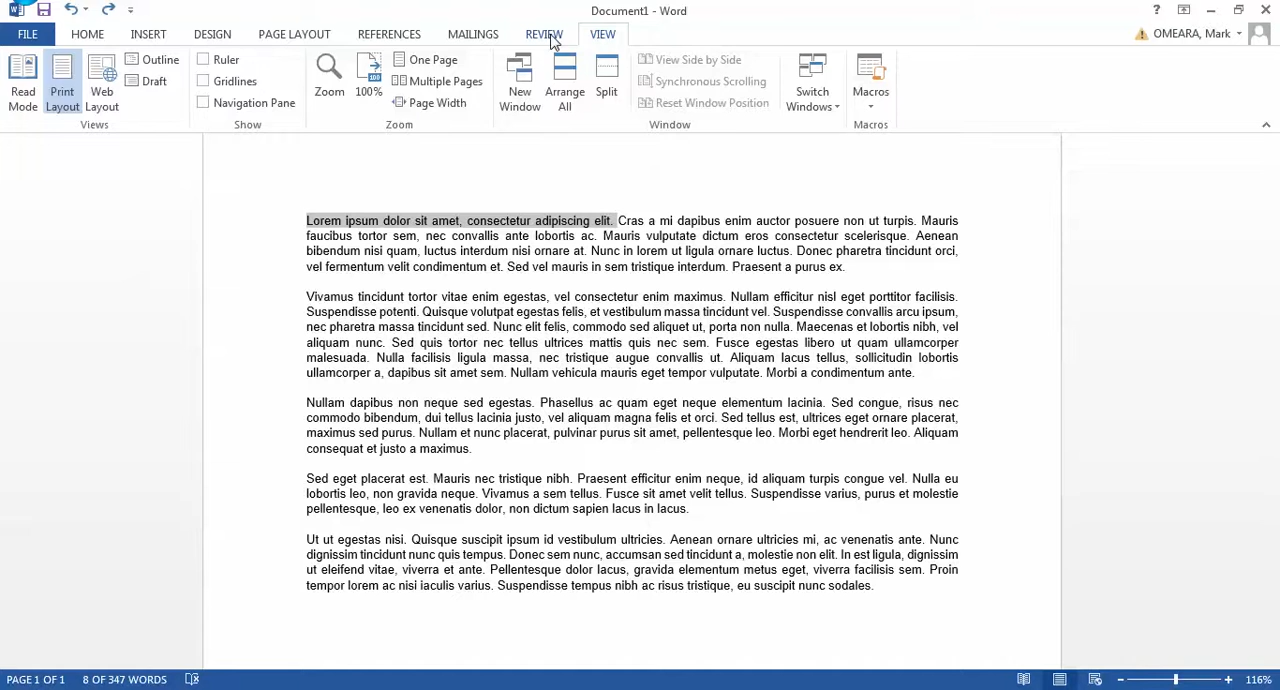 Document1 - Word
OMEARA, Mark
FILE HOME INSERT DESIGN PAGE LAYOUT REFERENCES MAILINGS REVIEW VIEW
Read Mode
Print Layout
Web Layout
Outline
Draft
Views
Ruler
Gridlines
Navigation Pane
Show
Zoom
100%
One Page
Multiple Pages
Page Width
Zoom
New Window
Arrange All
Split
View Side by Side
Synchronous Scrolling
Reset Window Position
Window
Switch Windows
Macros
Macros
Lorem ipsum dolor sit amet, consectetur adipiscing elit. Cras a mi dapibus enim auctor posuere non ut turpis. Mauris
faucibus tortor sem, nec convallis ante lobortis ac. Mauris vulputate dictum eros consectetur scelerisque. Aenean
bibendum nisi quam, luctus interdum nisi ornare at. Nunc in lorem ut ligula ornare luctus. Donec pharetra tincidunt orci,
vel fermentum velit condimentum et. Sed vel mauris in sem tristique interdum. Praesent a purus ex.
Vivamus tincidunt tortor vitae enim egestas, vel consectetur enim maximus. Nullam efficitur nisl eget porttitor facilisis.
Suspendisse potenti. Quisque volutpat egestas felis, et vestibulum massa tincidunt vel. Suspendisse convallis arcu ipsum,
nec pharetra massa tincidunt sed. Nunc elit felis, commodo sed aliquet ut, porta non nulla. Maecenas et lobortis nibh, vel
aliquam nunc. Sed quis tortor nec tellus ultrices mattis quis nec sem. Fusce egestas libero ut quam ullamcorper
malesuada. Nulla facilisis ligula massa, nec tristique augue convallis ut. Aliquam lacus tellus, sollicitudin lobortis
ullamcorper a, dapibus sit amet sem. Nullam vehicula mauris eget tempor vulputate. Morbi a condimentum ante.
Nullam dapibus non neque sed egestas. Phasellus ac quam eget neque elementum lacinia. Sed congue, risus nec
commodo bibendum, dui tellus lacinia justo, vel aliquam magna felis et orci. Sed tellus est, ultrices eget ornare placerat,
maximus sed purus. Nullam et nunc placerat, pulvinar purus sit amet, pellentesque leo. Morbi eget hendrerit leo. Aliquam
consequat et justo a maximus.
Sed eget placerat est. Mauris nec tristique nibh. Praesent efficitur enim neque, id aliquam turpis congue vel. Nulla eu
lobortis leo, non gravida neque. Vivamus a sem tellus. Fusce sit amet velit tellus. Suspendisse varius, purus et molestie
pellentesque, leo ex venenatis dolor, non dictum sapien lacus in lacus.
Ut ut egestas nisi. Quisque suscipit ipsum id vestibulum ultricies. Aenean ornare ultricies mi, ac venenatis ante. Nunc
dignissim tincidunt nunc quis tempus. Donec sem nunc, accumsan sed tincidunt a, molestie non elit. In est ligula, dignissim
ut eleifend vitae, viverra et ante. Pellentesque dolor lacus, gravida elementum metus eget, viverra facilisis sem. Proin
tempor lorem ac nisi iaculis varius. Suspendisse tempus nibh ac risus tristique, eu suscipit nunc sodales.
PAGE 1 OF 1 8 OF 347 WORDS 116%